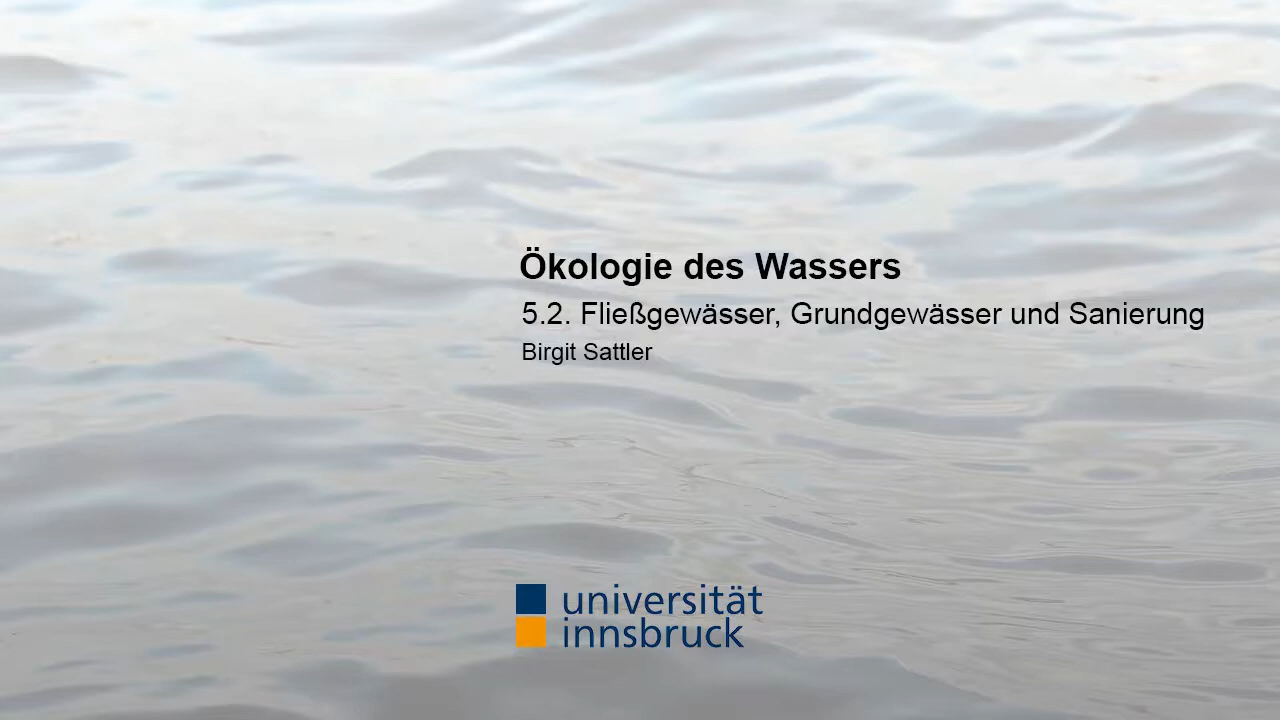 Ökologie des Wassers
5.2. Fließgewässer, Grundgewässer und Sanierung
Birgit Sattler
universität
innsbruck